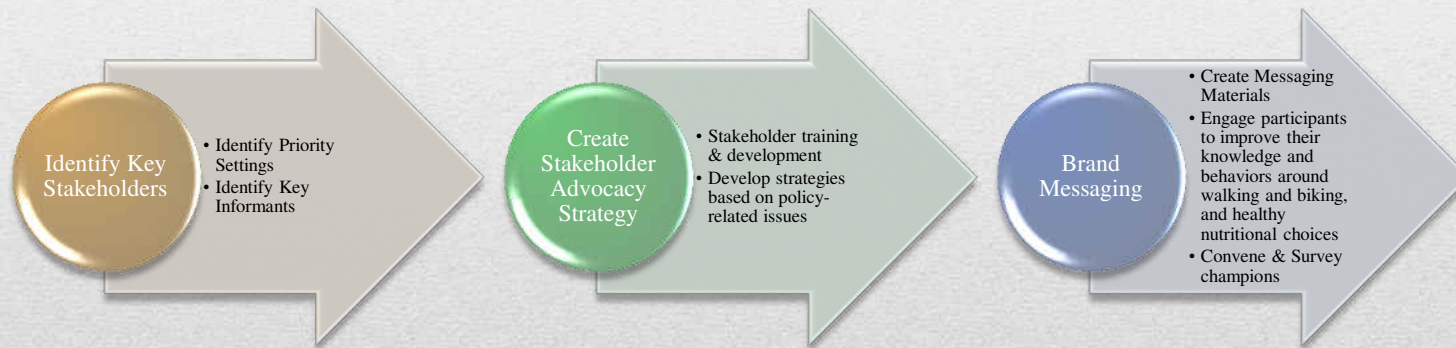 Identify Key
Stakeholders
• Identify Priority
Settings
• Identify Key
Informants
Create
Stakeholder
Advocacy
Strategy
• Stakeholder training
& development
• Develop strategies
based on policy-
related issues
Brand
Messaging
• Create Messaging
Materials
• Engage participants
to improve their
knowledge and
behaviors around
walking and biking,
and healthy
nutritional choices
• Convene & Survey
champions